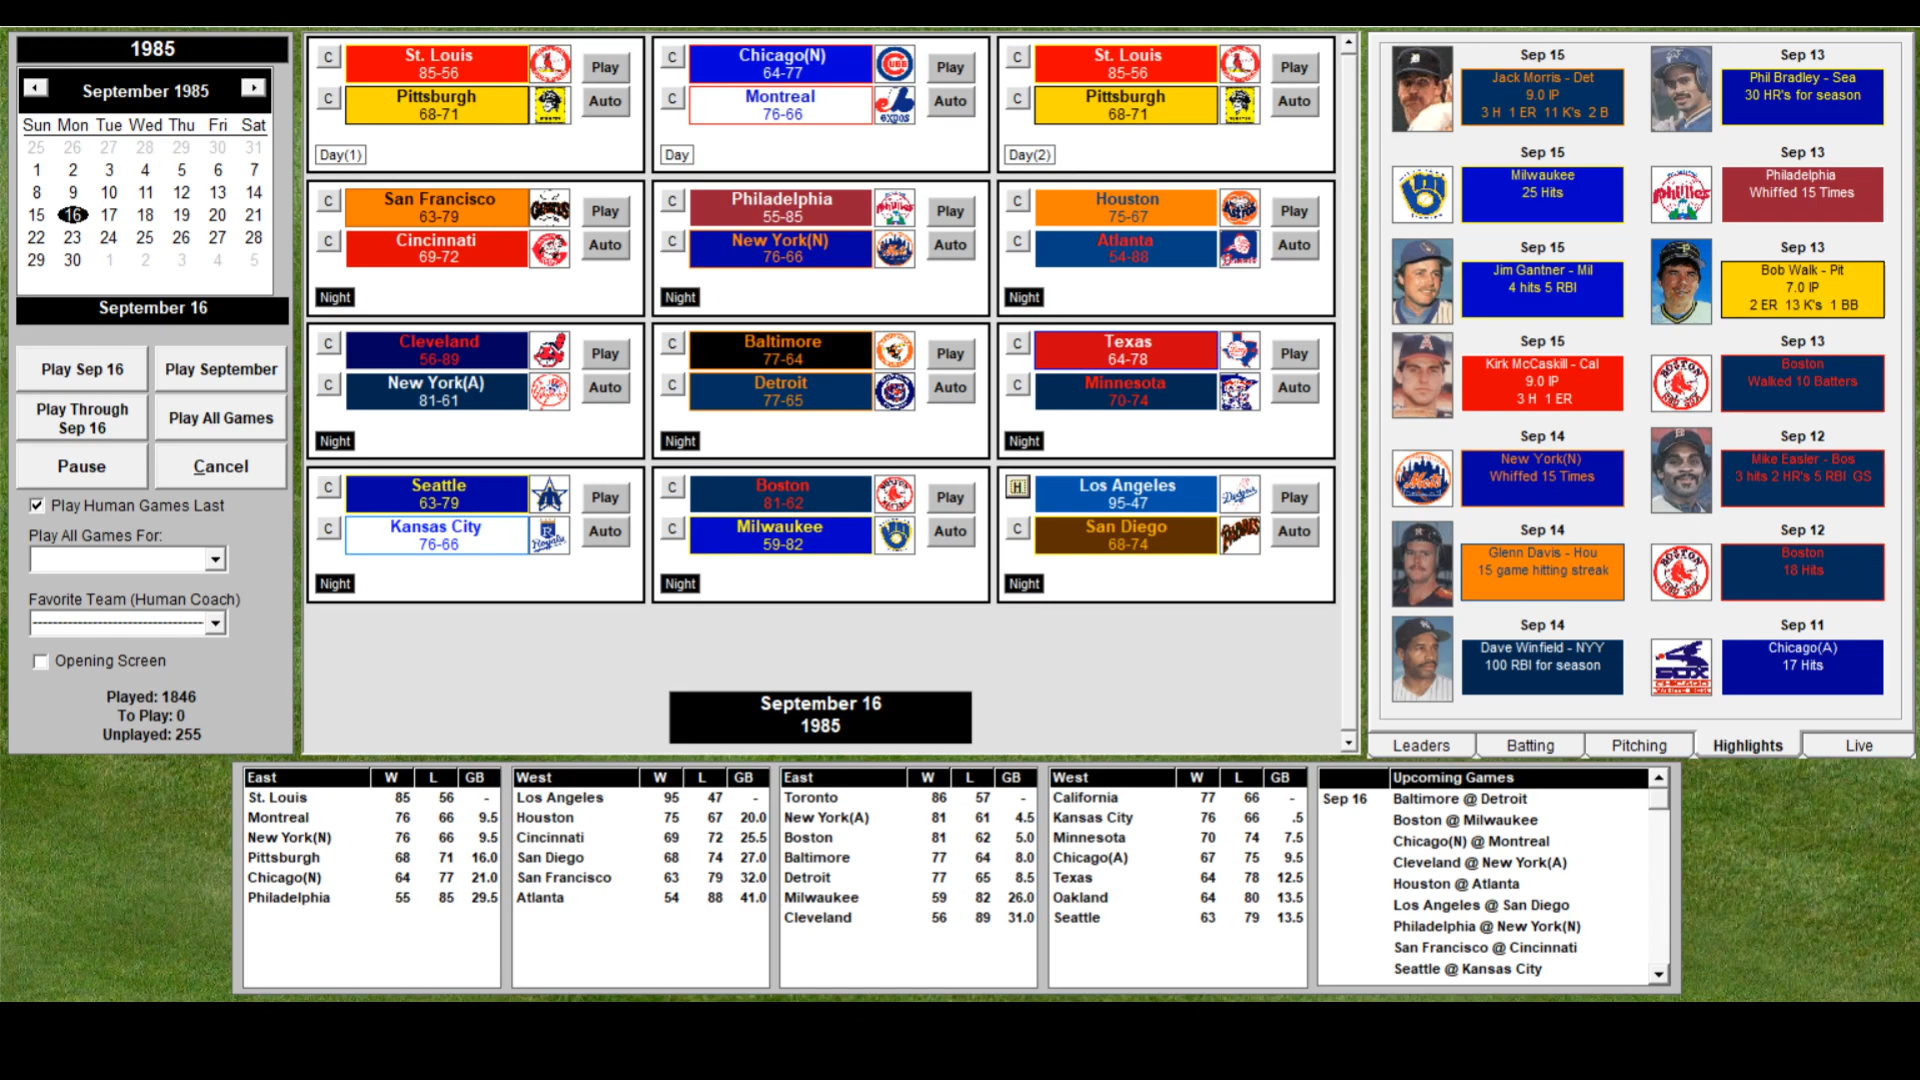 1985
September 1985
Sun Mon Tue Wed Thu Fri Sat
25 26 27 28 29 30 31
1 2 3 4 5 6 7
8 9 10 11 12 13 14
15 16 17 18 19 20 21
22 23 24 25 26 27 28
29 30 1 2 3 4 5
September 16
Play Sep 16
Play September
Play Through
Sep 16
Play All Games
Pause
Cancel
Play Human Games Last
Play All Games For:
Favorite Team (Human Coach)
Opening Screen
Played: 1846
To Play: 0
Unplayed: 255
C St. Louis Play
85-56
C Pittsburgh Auto
68-71
Day(1)
C Chicago(N) Play
64-77
C Montreal Auto
76-66
Day
C St. Louis Play
85-56
C Pittsburgh Auto
68-71
Day(2)
C San Francisco Play
63-79
C Cincinnati Auto
69-72
Night
C Philadelphia Play
55-85
C New York(N) Auto
76-66
Night
C Houston Play
75-67
C Atlanta Auto
54-88
Night
C Cleveland Play
56-89
C New York(A) Auto
81-61
Night
C Baltimore Play
77-64
C Detroit Auto
77-65
Night
C Texas Play
64-78
C Minnesota Auto
70-74
Night
C Seattle Play
63-79
C Kansas City Auto
76-66
Night
C Boston Play
81-62
C Milwaukee Auto
59-82
Night
H Los Angeles Play
95-47
C San Diego Auto
68-74
Night
September 16
1985
Sep 15
Jack Morris - Det
9.0 IP
3 H 1 ER 11 K's 2 B
Sep 13
Phil Bradley - Sea
30 HR's for season
Sep 15
Milwaukee
25 Hits
Sep 13
Philadelphia
Whiffed 15 Times
Sep 15
Jim Gantner - Mil
4 hits 5 RBI
Sep 13
Bob Walk - Pit
7.0 IP
2 ER 13 K's 1 BB
Sep 15
Kirk McCaskill - Cal
9.0 IP
3 H 1 ER
Sep 13
Boston
Walked 10 Batters
Sep 14
New York(N)
Whiffed 15 Times
Sep 12
Mike Easler - Bos
3 hits 2 HR's 5 RBI GS
Sep 14
Glenn Davis - Hou
15 game hitting streak
Sep 12
Boston
18 Hits
Sep 14
Dave Winfield - NYY
100 RBI for season
Sep 11
Chicago(A)
17 Hits
Leaders Batting Pitching Highlights Live
East W L GB
St. Louis 85 56 -
Montreal 76 66 9.5
New York(N) 76 66 9.5
Pittsburgh 68 71 16.0
Chicago(N) 64 77 21.0
Philadelphia 55 85 29.5
West W L GB
Los Angeles 95 47 -
Houston 75 67 20.0
Cincinnati 69 72 25.5
San Diego 68 74 27.0
San Francisco 63 79 32.0
Atlanta 54 88 41.0
East W L GB
Toronto 86 57 -
New York(A) 81 61 4.5
Boston 81 62 5.0
Baltimore 77 64 8.0
Detroit 77 65 8.5
Milwaukee 59 82 26.0
Cleveland 56 89 31.0
West W L GB
California 77 66 -
Kansas City 76 66 .5
Minnesota 70 74 7.5
Chicago(A) 67 75 9.5
Texas 64 78 12.5
Oakland 64 80 13.5
Seattle 63 79 13.5
Upcoming Games
Sep 16 Baltimore @ Detroit
Boston @ Milwaukee
Chicago(N) @ Montreal
Cleveland @ New York(A)
Houston @ Atlanta
Los Angeles @ San Diego
Philadelphia @ New York(N)
San Francisco @ Cincinnati
Seattle @ Kansas City